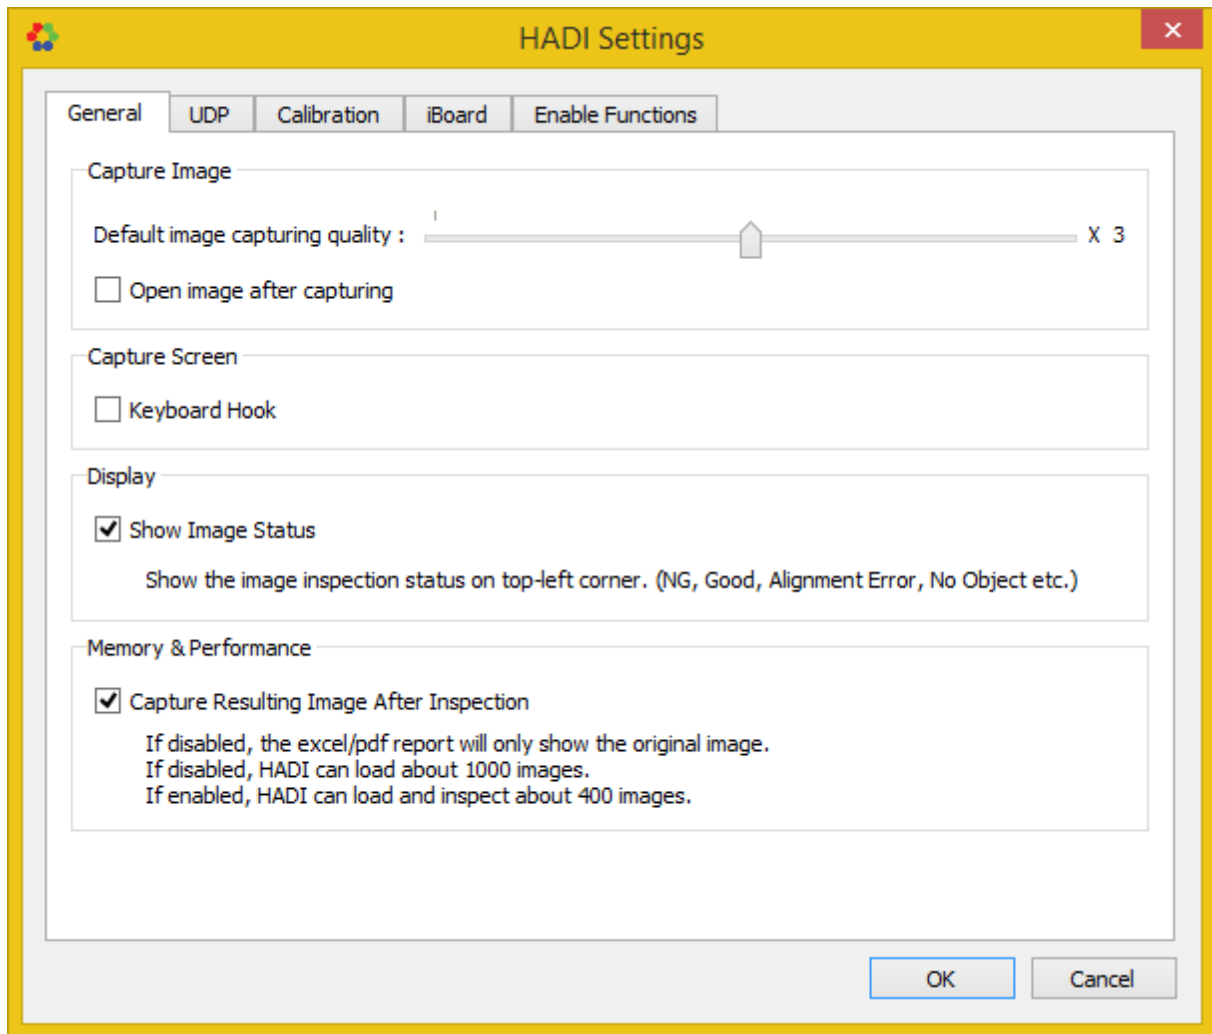 HADI Settings
General
UDP
Calibration
iBoard
Enable Functions
Capture Image
Default image capturing quality :
X 3
Open image after capturing
Capture Screen
Keyboard Hook
Display
Show Image Status
Show the image inspection status on top-left corner. (NG, Good, Alignment Error, No Object etc.)
Memory & Performance
Capture Resulting Image After Inspection
If disabled, the excel/pdf report will only show the original image.
If disabled, HADI can load about 1000 images.
If enabled, HADI can load and inspect about 400 images.
OK
Cancel